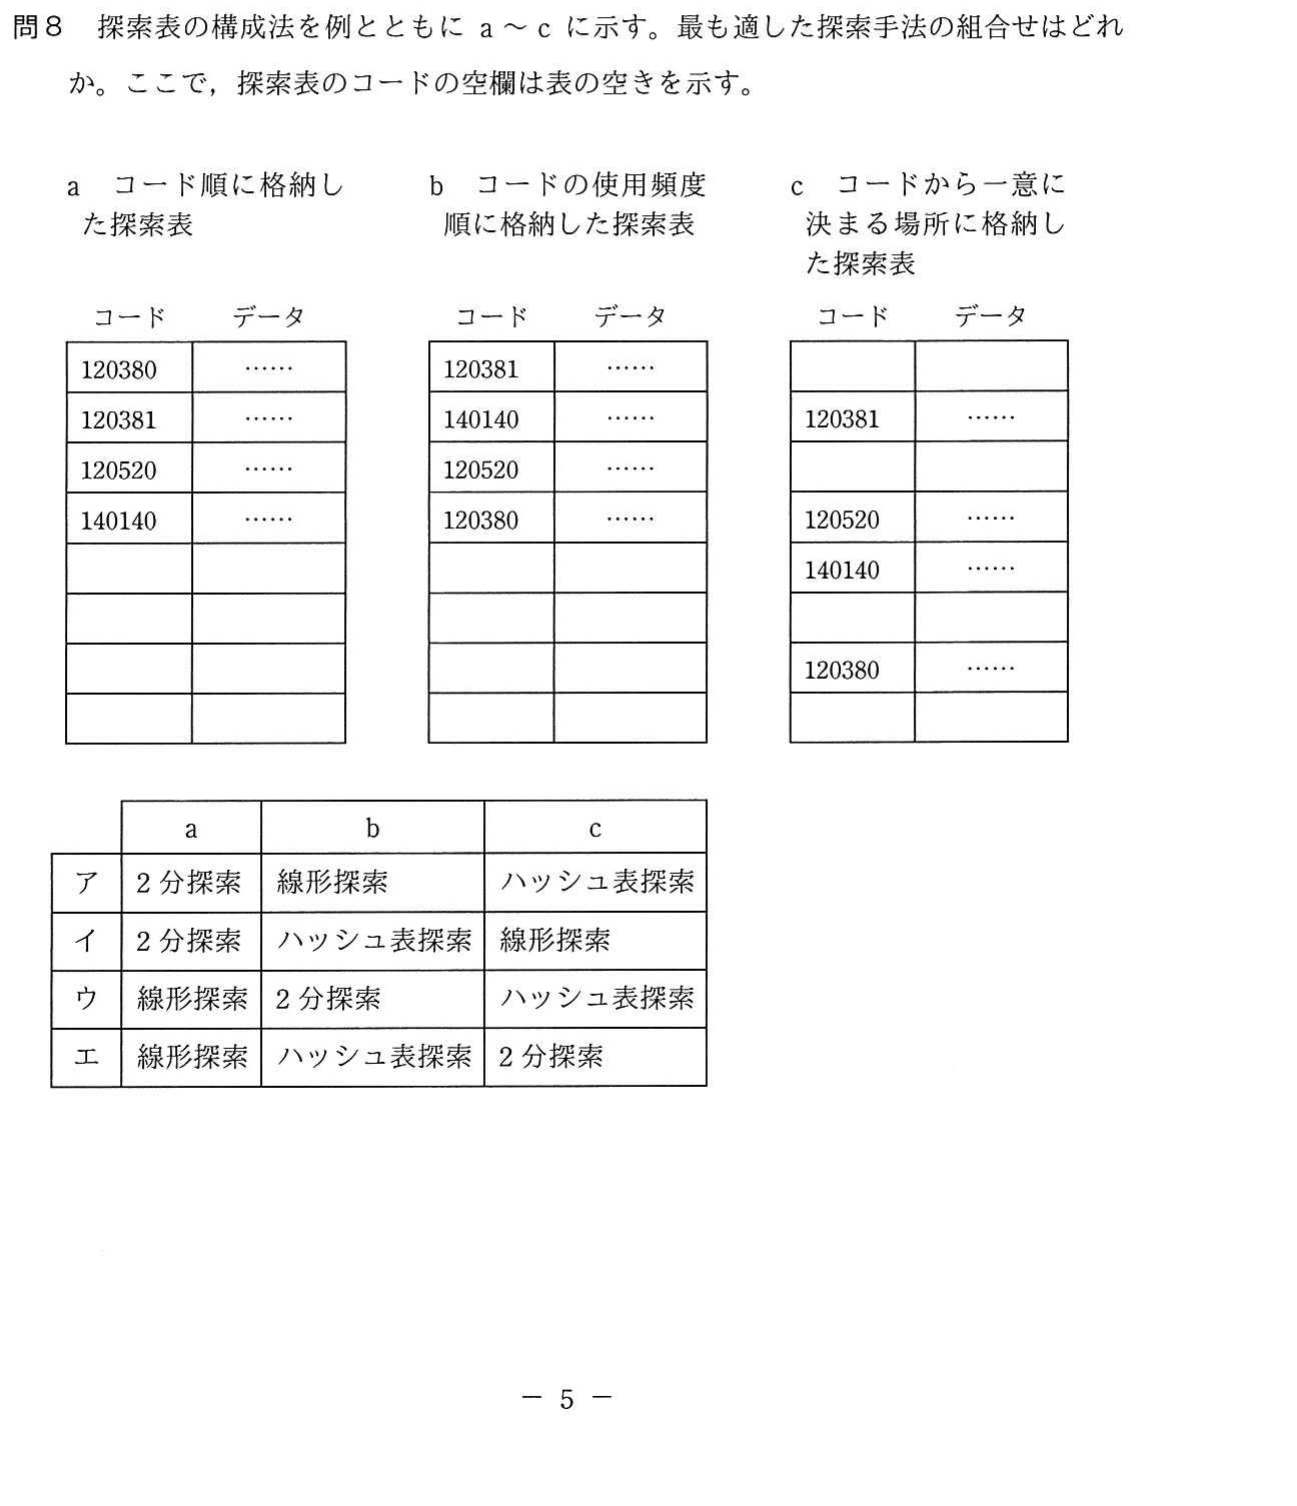 問8　探索表の構成法を例とともに a ～ c に示す。最も適した探索手法の組合せはどれ
か。ここで，探索表のコードの空欄は表の空きを示す。
a　コード順に格納し
た探索表
b　コードの使用頻度
順に格納した探索表
c　コードから一意に
決まる場所に格納し
た探索表
コード　データ
120380　……
120381　……
120520　……
140140　……
コード　データ
120381　……
140140　……
120520　……
120380　……
コード　データ
120381　……
120520　……
140140　……
120380　……
a　b　c
ア　2分探索　線形探索　ハッシュ表探索
イ　2分探索　ハッシュ表探索　線形探索
ウ　線形探索　2分探索　ハッシュ表探索
エ　線形探索　ハッシュ表探索　2分探索
－ 5 －